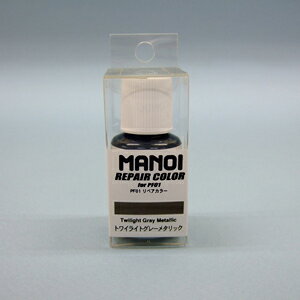 MANOI
REPAIR COLOR
for PF01
PF01 リペアカラー
Twilight Gray Metallic
トワイライトグレーメタリック